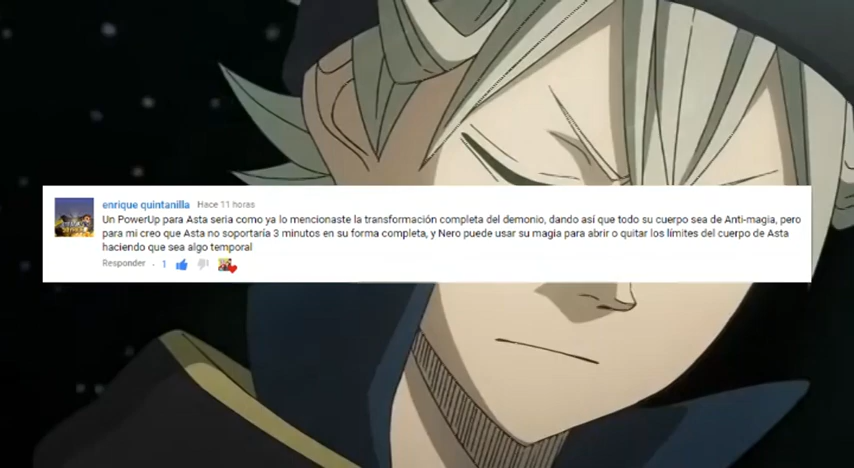 enrique quintanilla Hace 11 horas
Un PowerUp para Asta seria como ya lo mencionaste la transformación completa del demonio, dando así que todo su cuerpo sea de Anti-magia, pero
para mi creo que Asta no soportaría 3 minutos en su forma completa, y Nero puede usar su magia para abrir o quitar los límites del cuerpo de Asta
haciendo que sea algo temporal
Responder · 1